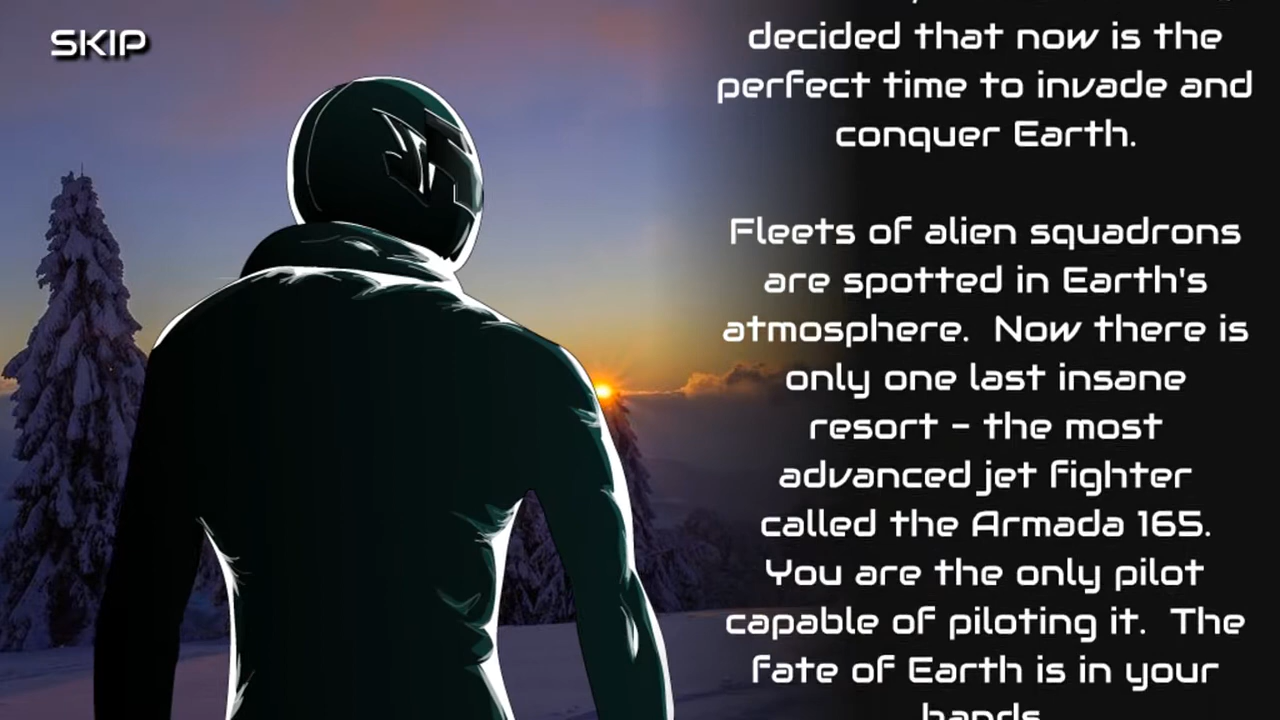 SKIP
decided that now is the
perfect time to invade and
conquer Earth.
Fleets of alien squadrons
are spotted in Earth's
atmosphere.  Now there is
only one last insane
resort - the most
advanced jet fighter
called the Armada 165.
You are the only pilot
capable of piloting it.  The
fate of Earth is in your
hands.